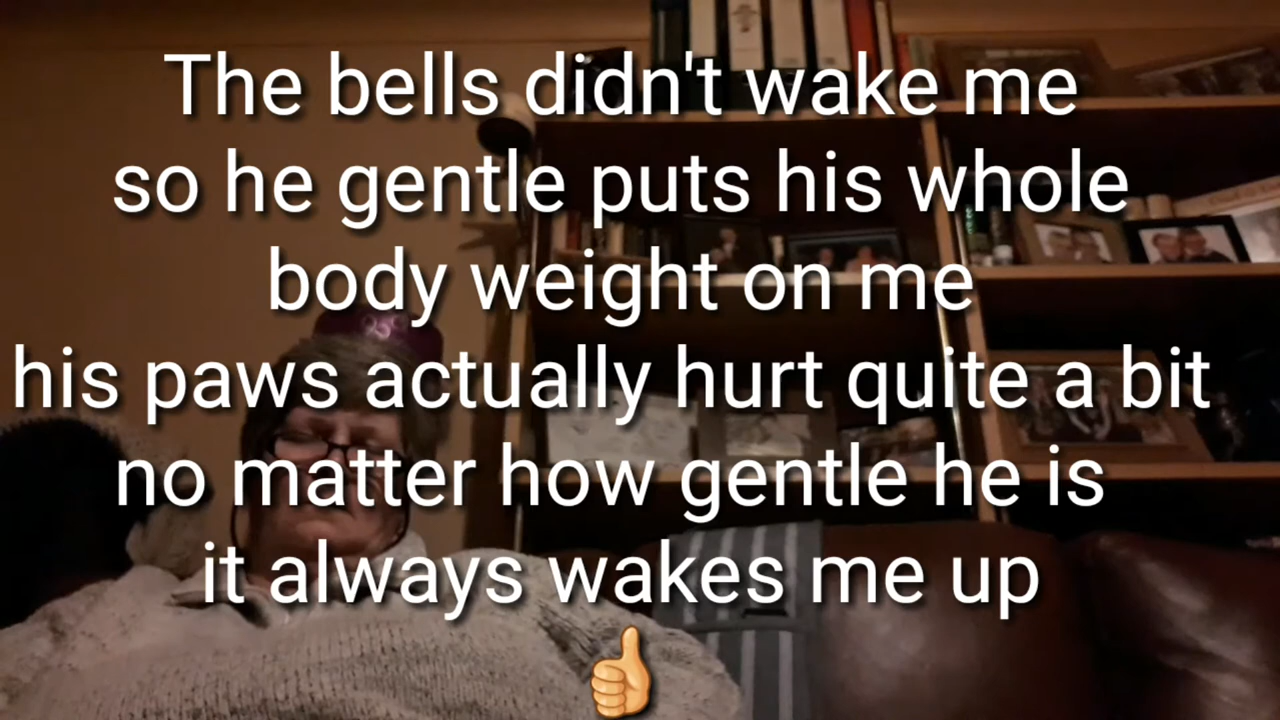 The bells didn't wake me
so he gentle puts his whole
body weight on me
his paws actually hurt quite a bit
no matter how gentle he is
it always wakes me up
👍